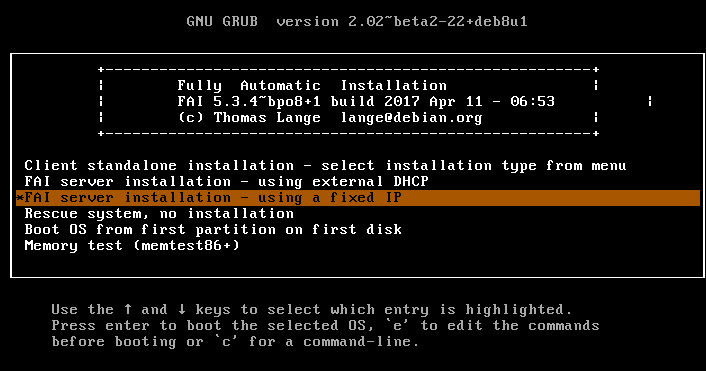 GNU GRUB  version 2.02~beta2-22+deb8u1
+----------------------------------------------------+
|         Fully  Automatic  Installation                  |
|         FAI 5.3.4~bpo8+1 build 2017 Apr 11 - 06:53            |
|         (c) Thomas Lange  lange@debian.org              |
+----------------------------------------------------+
Client standalone installation - select installation type from menu
FAI server installation - using external DHCP
*FAI server installation - using a fixed IP
Rescue system, no installation
Boot OS from first partition on first disk
Memory test (memtest86+)
Use the ↑ and ↓ keys to select which entry is highlighted.
Press enter to boot the selected OS, `e' to edit the commands
before booting or `c' for a command-line.